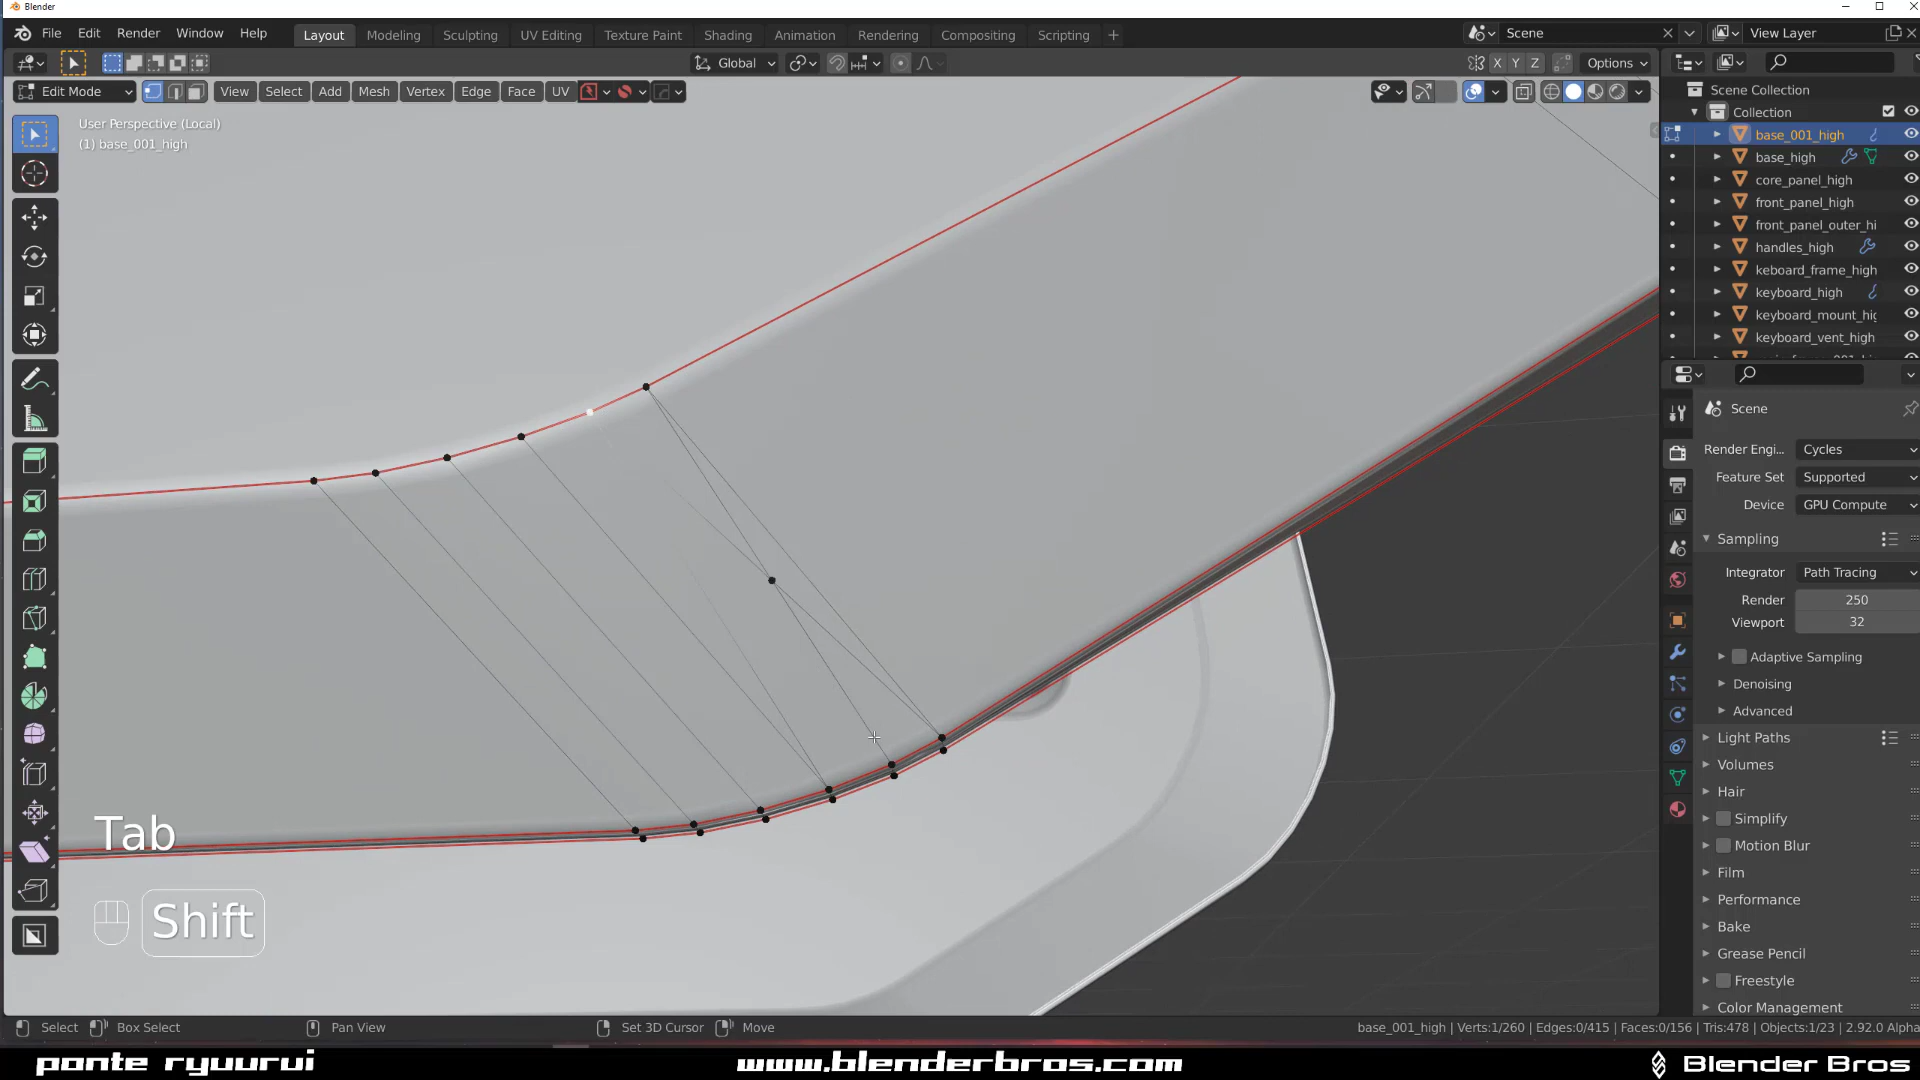 Blender
File Edit Render Window Help Layout Modeling Sculpting UV Editing Texture Paint Shading Animation Rendering Compositing Scripting + Scene View Layer
Global X Y Z Options
Edit Mode View Select Add Mesh Vertex Edge Face UV
User Perspective (Local)
(1) base_001_high
Scene Collection
Collection
base_001_high
base_high
core_panel_high
front_panel_high
front_panel_outer_hi
handles_high
keboard_frame_high
keyboard_high
keyboard_mount_hig
keyboard_vent_high
Scene
Render Engi... Cycles
Feature Set Supported
Device GPU Compute
Sampling
Integrator Path Tracing
Render 250
Viewport 32
Adaptive Sampling
Denoising
Advanced
Light Paths
Volumes
Hair
Simplify
Motion Blur
Film
Performance
Bake
Grease Pencil
Freestyle
Color Management
Tab
Shift
Select Box Select Pan View Set 3D Cursor Move base_001_high | Verts:1/260 | Edges:0/415 | Faces:0/156 | Tris:478 | Objects:1/23 | 2.92.0 Alpha
ponte ryuurui www.blenderbros.com Blender Bros